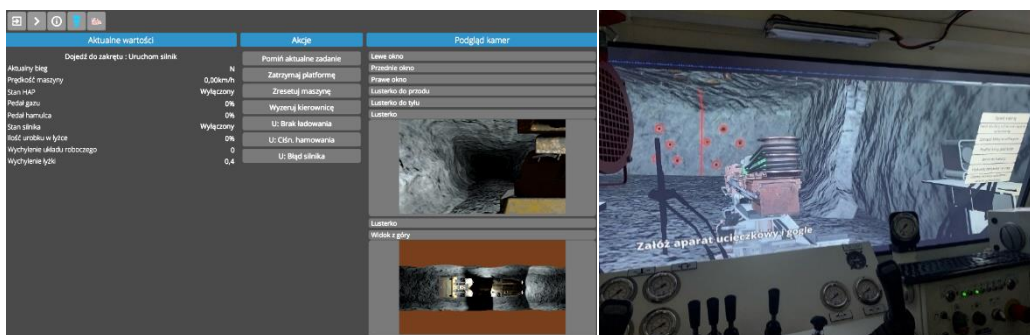 Aktualne wartości
Dojedź do zakrętu : Uruchom silnik
Aktualny bieg N
Prędkość maszyny 0,00km/h
Stan HAP Wyłączony
Pedał gazu 0%
Pedał hamulca 0%
Stan silnika Wyłączony
Ilość urobku w łyżce 0%
Wychylenie układu roboczego 0
Wychylenie łyżki 0,4
Akcje
Pomiń aktualne zadanie
Zatrzymaj platformę
Zresetuj maszynę
Wyzeruj kierownicę
U: Brak ładowania
U: Ciśn. hamowania
U: Błąd silnika
Podgląd kamer
Lewe okno
Przednie okno
Prawe okno
Lusterko do przodu
Lusterko do tyłu
Lusterko
Lusterko
Widok z góry
Załóż aparat ucieczkowy i gogle